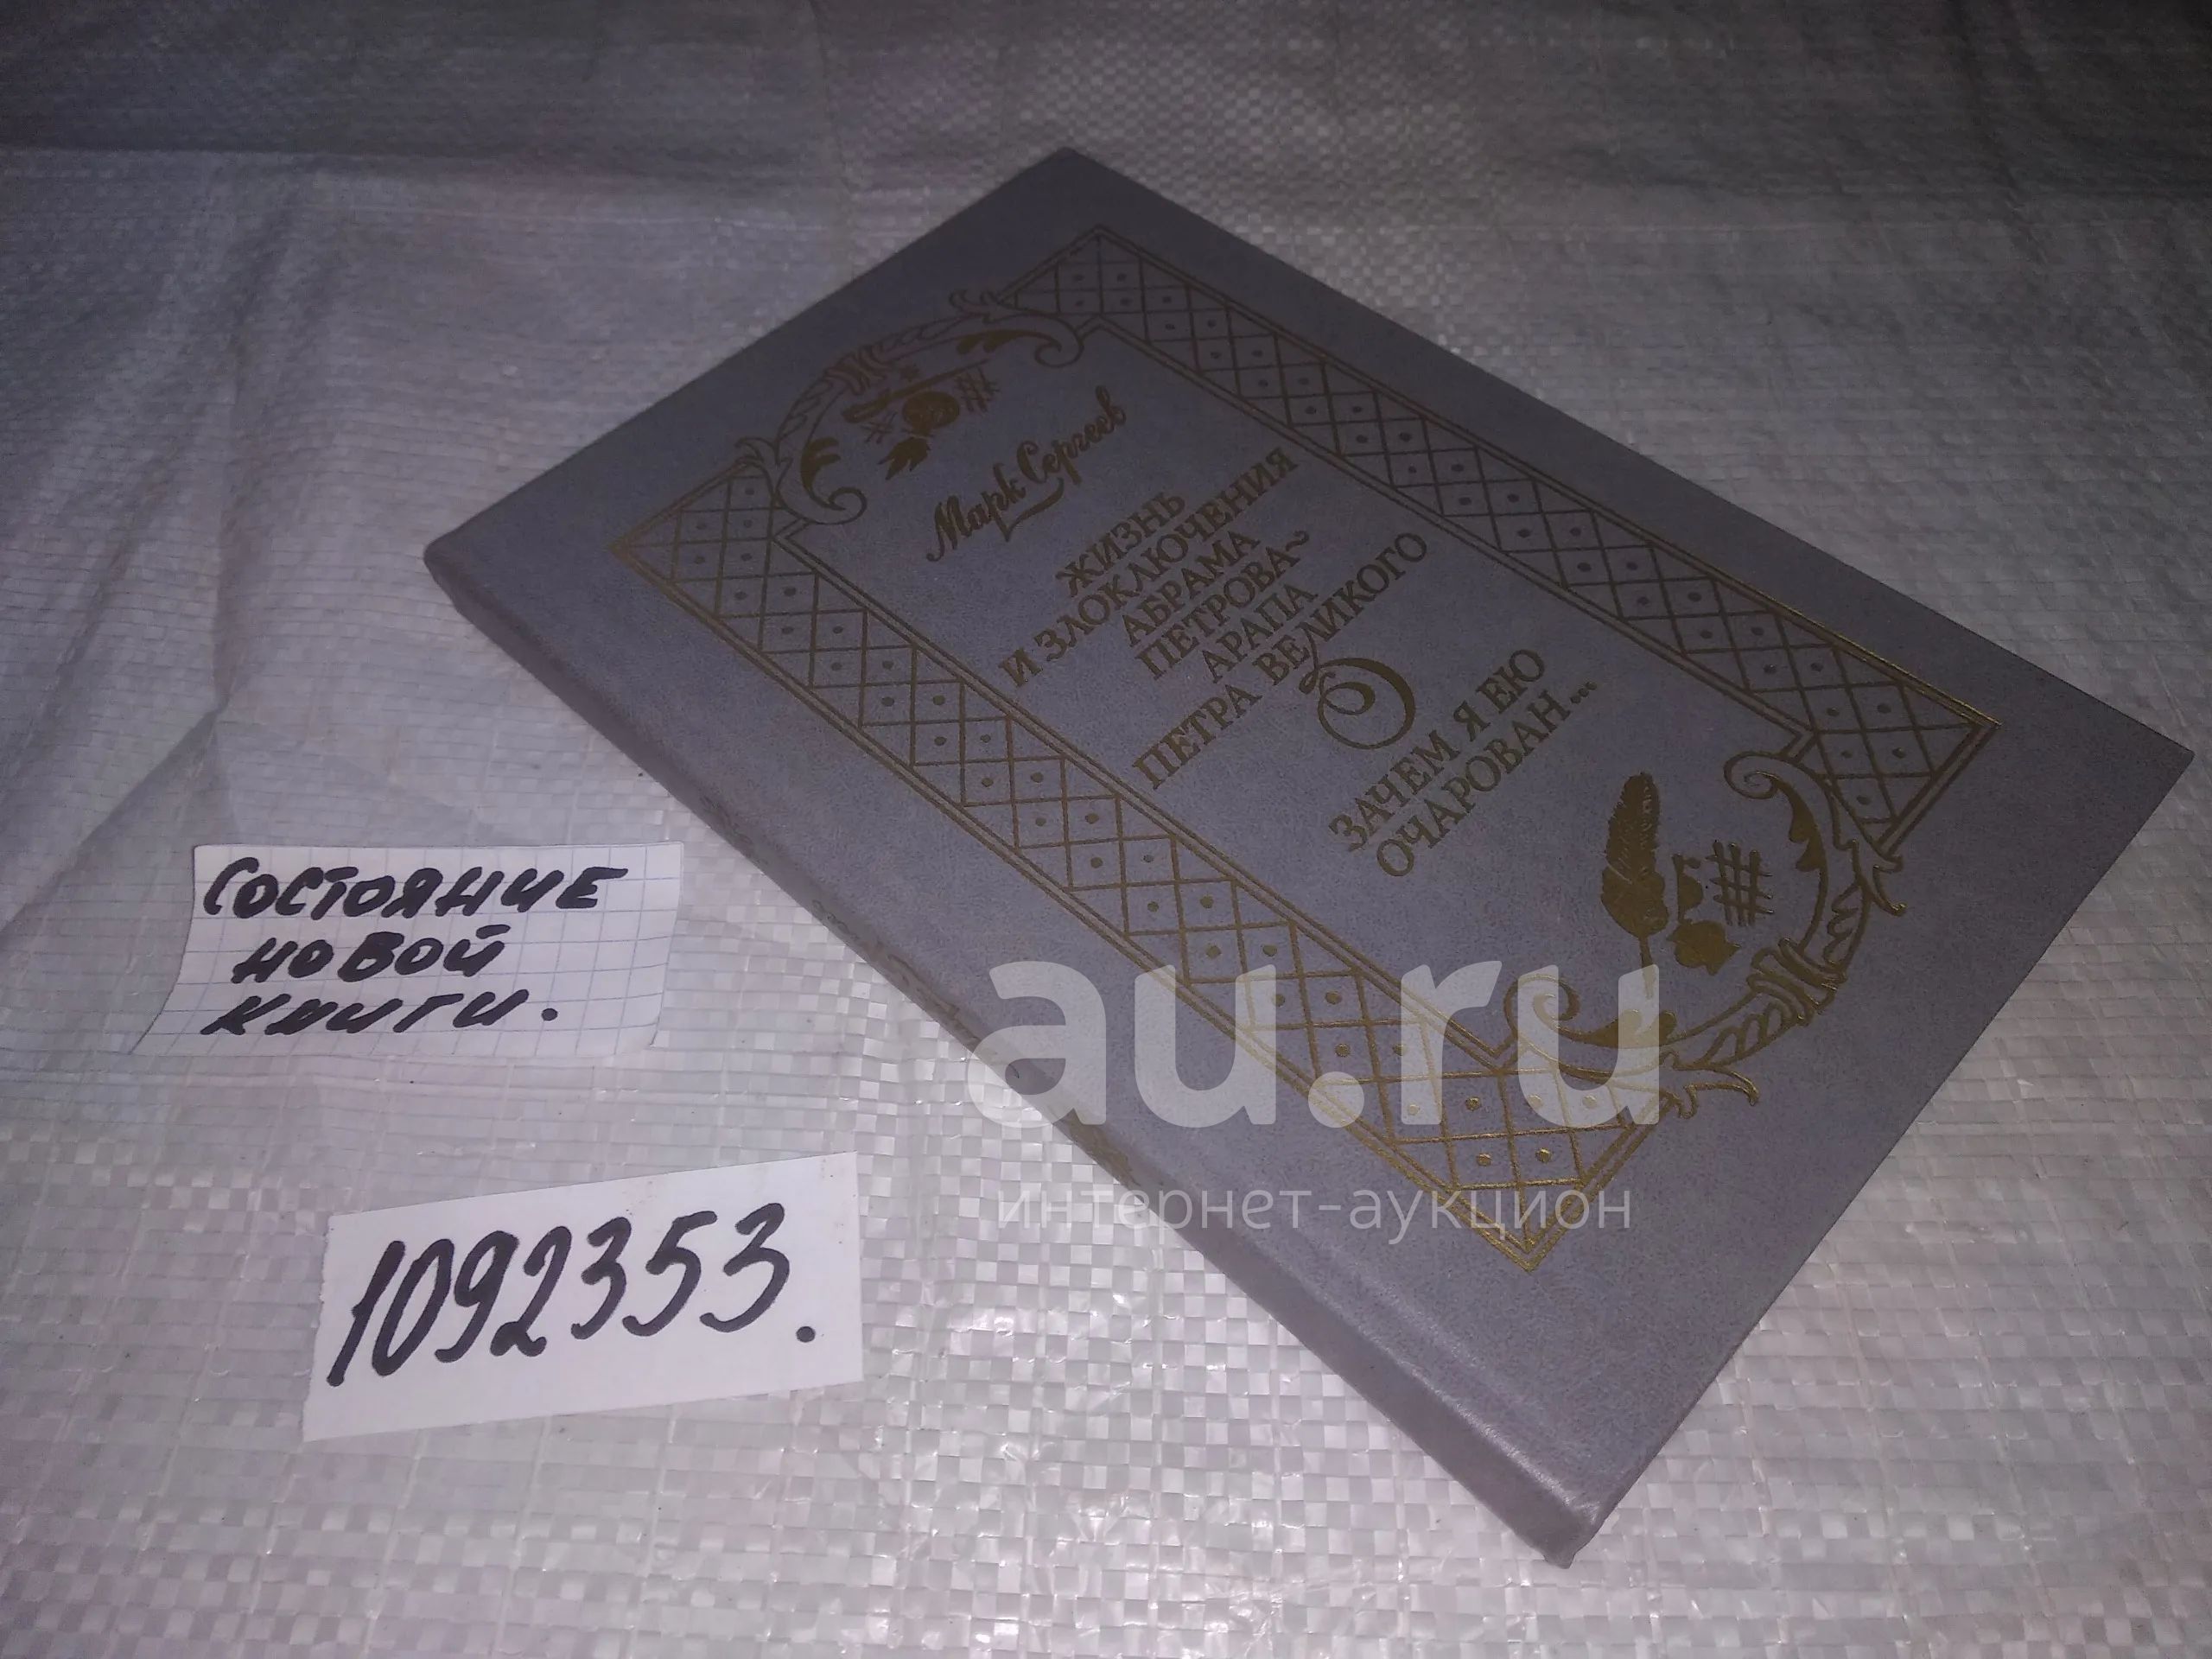 Марк Сергеев
ЖИЗНЬ
И ЗЛОКЛЮЧЕНИЯ
АБРАМА
ПЕТРОВА~
АРАПА
ПЕТРА ВЕЛИКОГО
ЗАЧЕМ Я ЕЮ
ОЧАРОВАН...
СОСТОЯНИЕ
НОВОЙ
КНИГИ.
1092353.
au.ru
интернет-аукцион